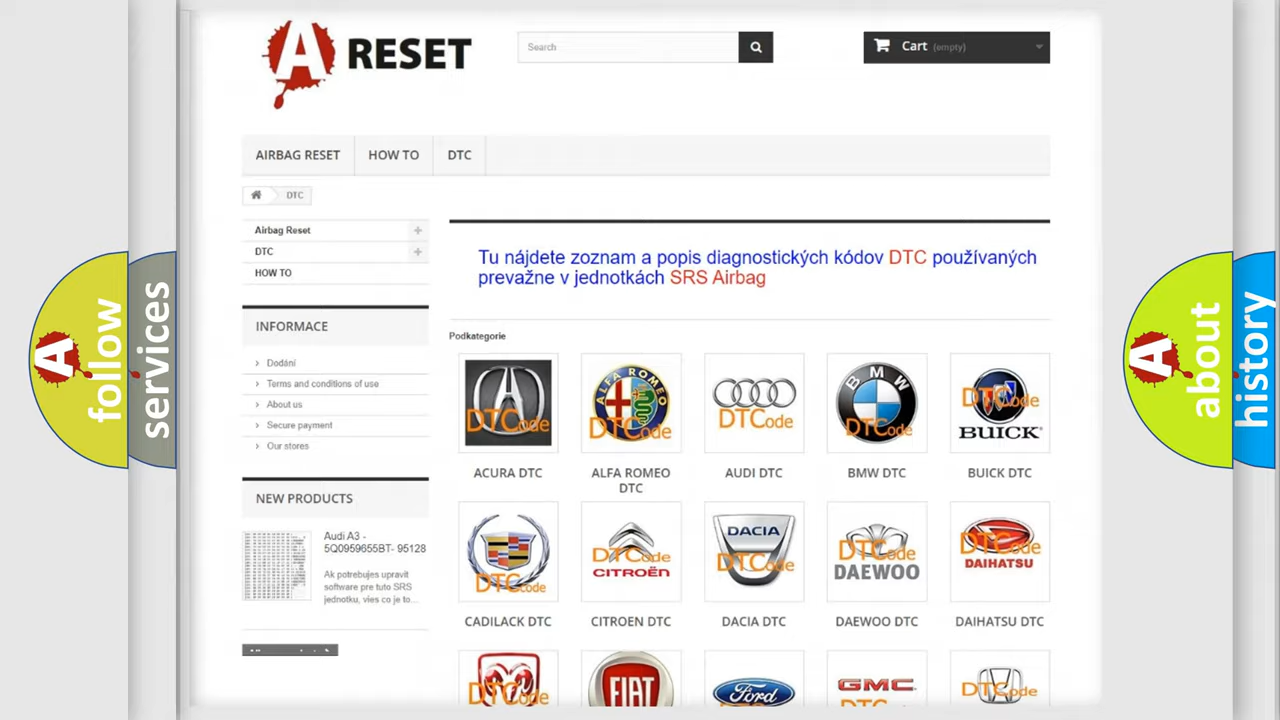 A RESET
Search
Cart (empty)
AIRBAG RESET
HOW TO
DTC
DTC
Airbag Reset
DTC
HOW TO
INFORMACE
Dodání
Terms and conditions of use
About us
Secure payment
Our stores
NEW PRODUCTS
Audi A3 -
5Q0959655BT- 95128
Ak potrebujes upravit
software pre tuto SRS
jednotku, vies co je to...
Tu nájdete zoznam a popis diagnostických kódov DTC používaných
prevažne v jednotkách SRS Airbag
Podkategorie
DTCode
ALFA ROMEO
DTCode
DTCode
BMW
DTCode
DTCode
BUICK
ACURA DTC
ALFA ROMEO
DTC
AUDI DTC
BMW DTC
BUICK DTC
DTCode
DTCode
CITROËN
DACIA
DTCode
DTCode
DAEWOO
DTCode
DAIHATSU
CADILACK DTC
CITROEN DTC
DACIA DTC
DAEWOO DTC
DAIHATSU DTC
DTCode
FIAT
Ford
GMC
DTCode
A follow
services
A about
history